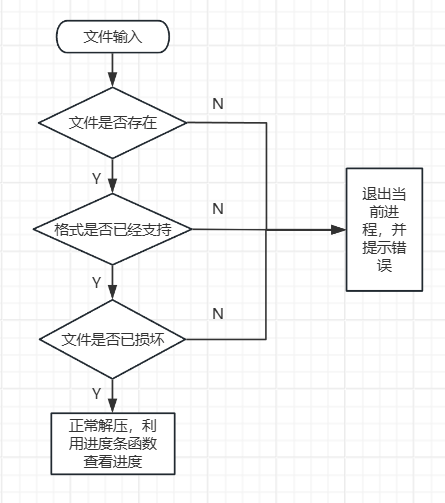 文件输入
N
文件是否存在
Y
N
格式是否已经支持
退出当
前进
程，并
提示错
误
Y
N
文件是否已损坏
Y
正常解压，利
用进度条函数
查看进度